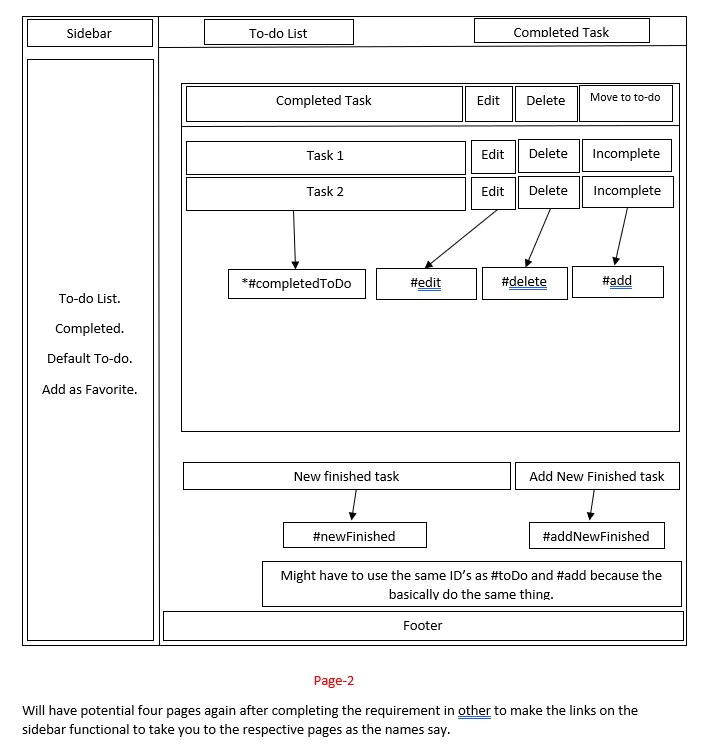 Sidebar
To-do List
Completed Task
Completed Task
Edit
Delete
Move to to-do
Task 1
Edit
Delete
Incomplete
Task 2
Edit
Delete
Incomplete
*#completedToDo
#edit
#delete
#add
To-do List.
Completed.
Default To-do.
Add as Favorite.
New finished task
Add New Finished task
#newFinished
#addNewFinished
Might have to use the same ID's as #toDo and #add because the
basically do the same thing.
Footer
Page-2
Will have potential four pages again after completing the requirement in other to make the links on the
sidebar functional to take you to the respective pages as the names say.